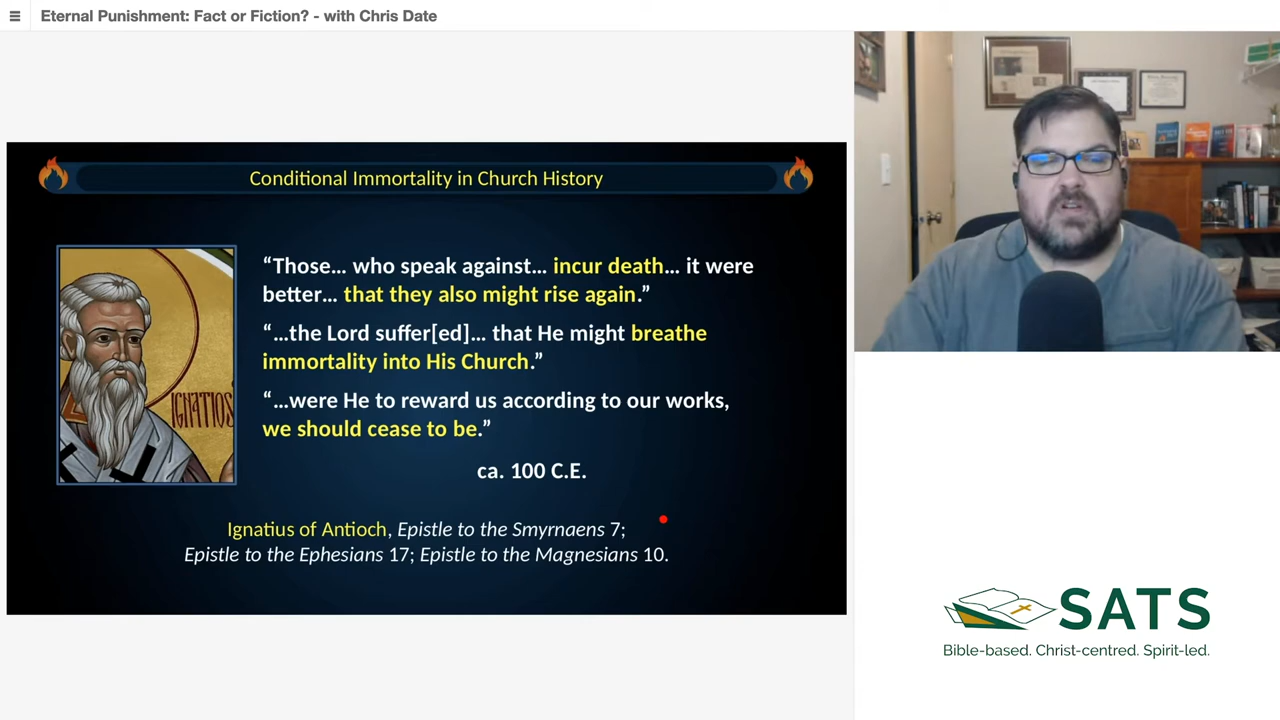 Eternal Punishment: Fact or Fiction? - with Chris Date
Conditional Immortality in Church History
“Those… who speak against… incur death… it were
better… that they also might rise again.”
“…the Lord suffer[ed]… that He might breathe
immortality into His Church.”
“…were He to reward us according to our works,
we should cease to be.”
ca. 100 C.E.
IGNATIOS
Ignatius of Antioch, Epistle to the Smyrnaens 7;
Epistle to the Ephesians 17; Epistle to the Magnesians 10.
SATS
Bible-based. Christ-centred. Spirit-led.